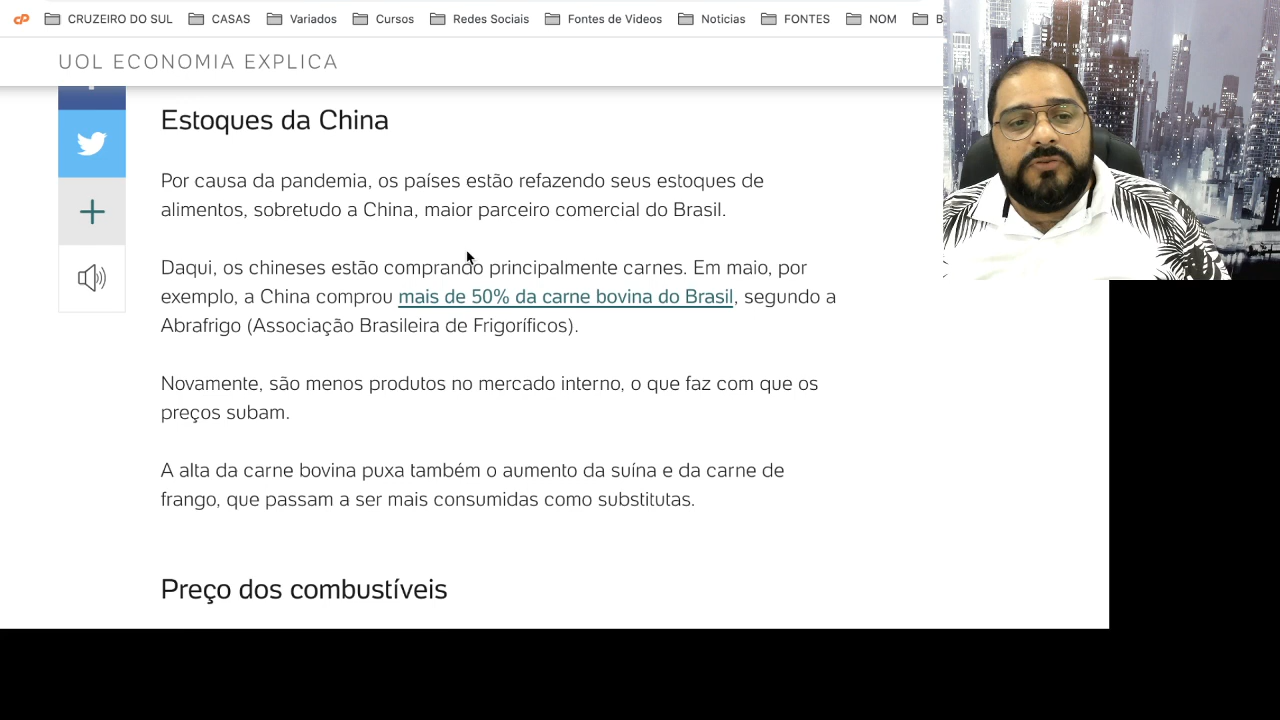 CRUZEIRO DO SUL CASAS Variados Cursos Redes Sociais Fontes de Videos Noticias FONTES NOM B
UOL ECONOMIA EXPLICA
Estoques da China
Por causa da pandemia, os países estão refazendo seus estoques de
alimentos, sobretudo a China, maior parceiro comercial do Brasil.
Daqui, os chineses estão comprando principalmente carnes. Em maio, por
exemplo, a China comprou mais de 50% da carne bovina do Brasil, segundo a
Abrafrigo (Associação Brasileira de Frigoríficos).
Novamente, são menos produtos no mercado interno, o que faz com que os
preços subam.
A alta da carne bovina puxa também o aumento da suína e da carne de
frango, que passam a ser mais consumidas como substitutas.
Preço dos combustíveis